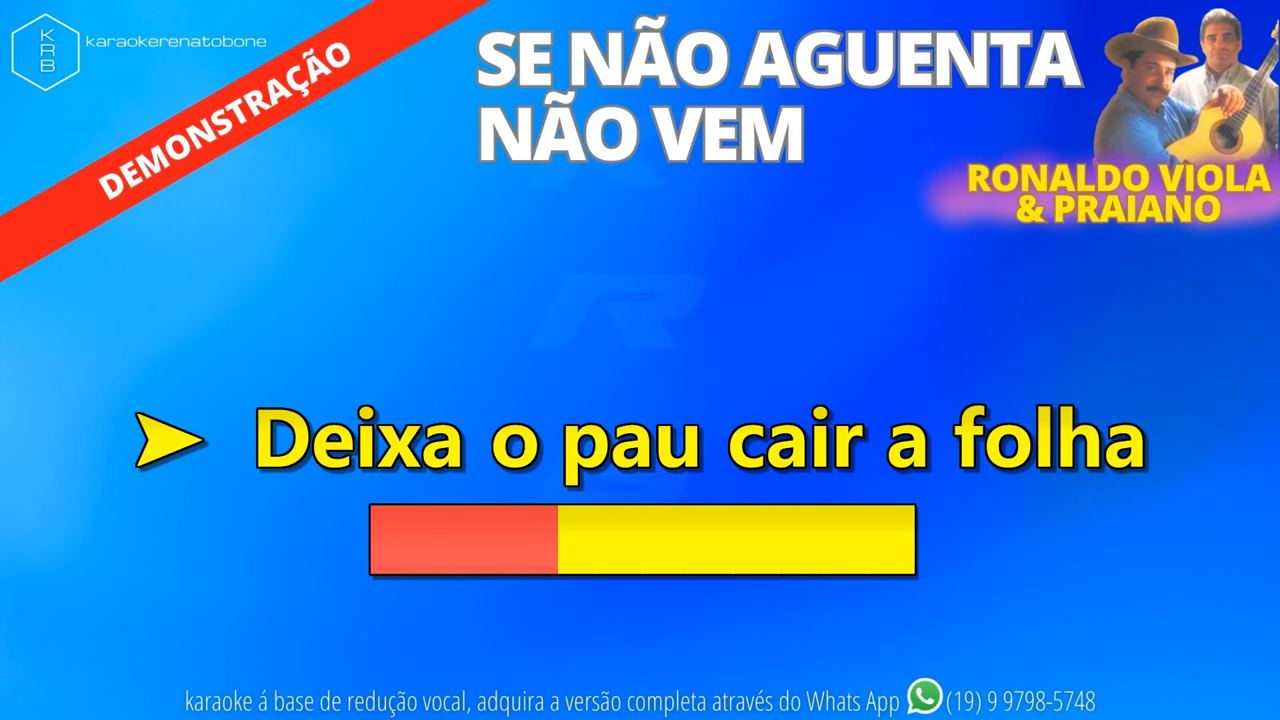 KRB
karaokerenatobone
DEMONSTRAÇÃO
SE NÃO AGUENTA
NÃO VEM
RONALDO VIOLA
& PRAIANO
➤ Deixa o pau cair a folha
karaoke á base de redução vocal, adquira a versão completa através do Whats App (19) 9 9798-5748